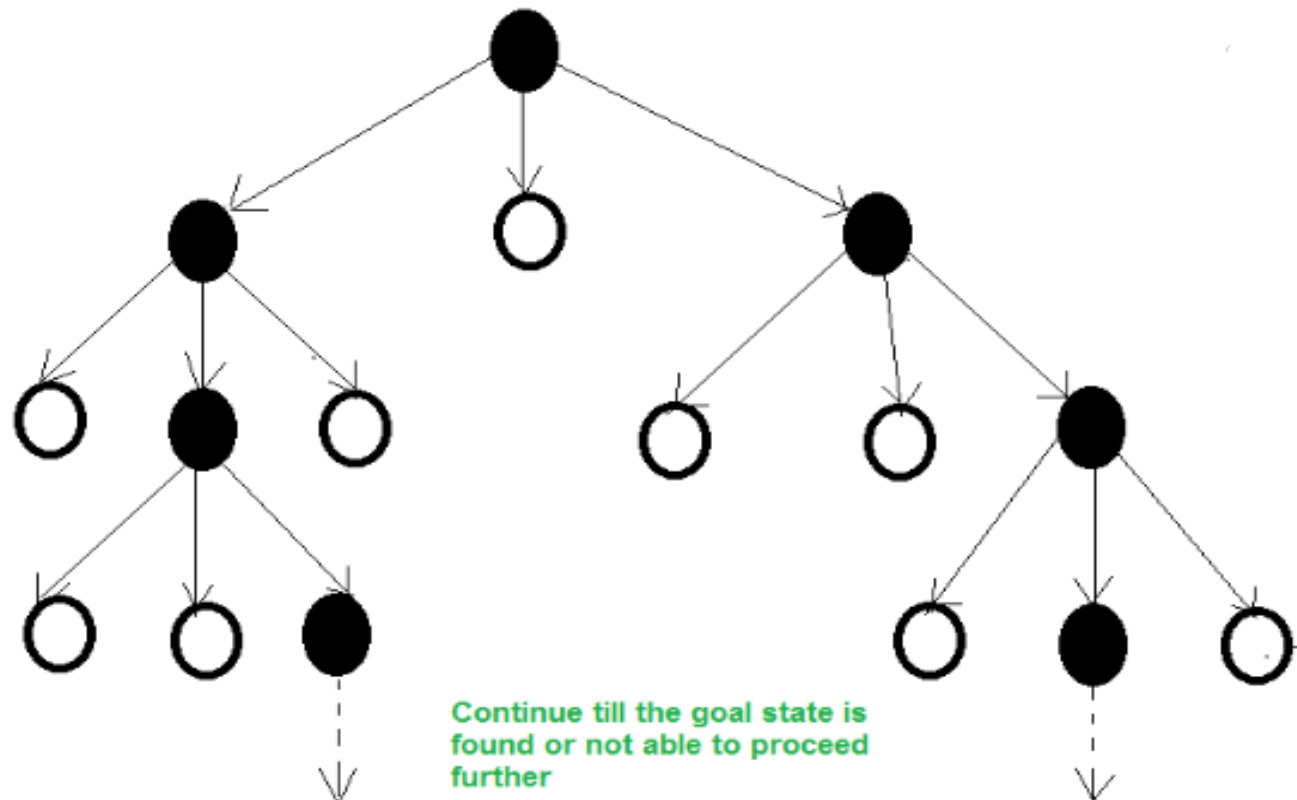 Continue till the goal state is
found or not able to proceed
further